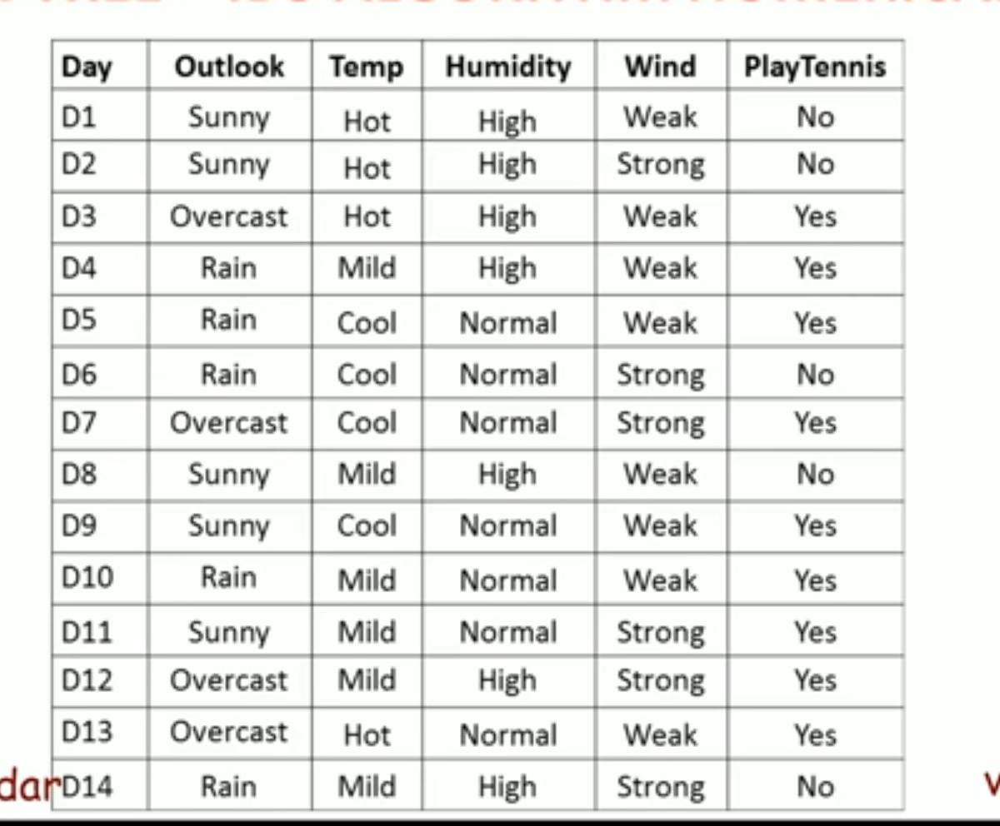 Day Outlook Temp Humidity Wind PlayTennis
D1 Sunny Hot High Weak No
D2 Sunny Hot High Strong No
D3 Overcast Hot High Weak Yes
D4 Rain Mild High Weak Yes
D5 Rain Cool Normal Weak Yes
D6 Rain Cool Normal Strong No
D7 Overcast Cool Normal Strong Yes
D8 Sunny Mild High Weak No
D9 Sunny Cool Normal Weak Yes
D10 Rain Mild Normal Weak Yes
D11 Sunny Mild Normal Strong Yes
D12 Overcast Mild High Strong Yes
D13 Overcast Hot Normal Weak Yes
dar D14 Rain Mild High Strong No